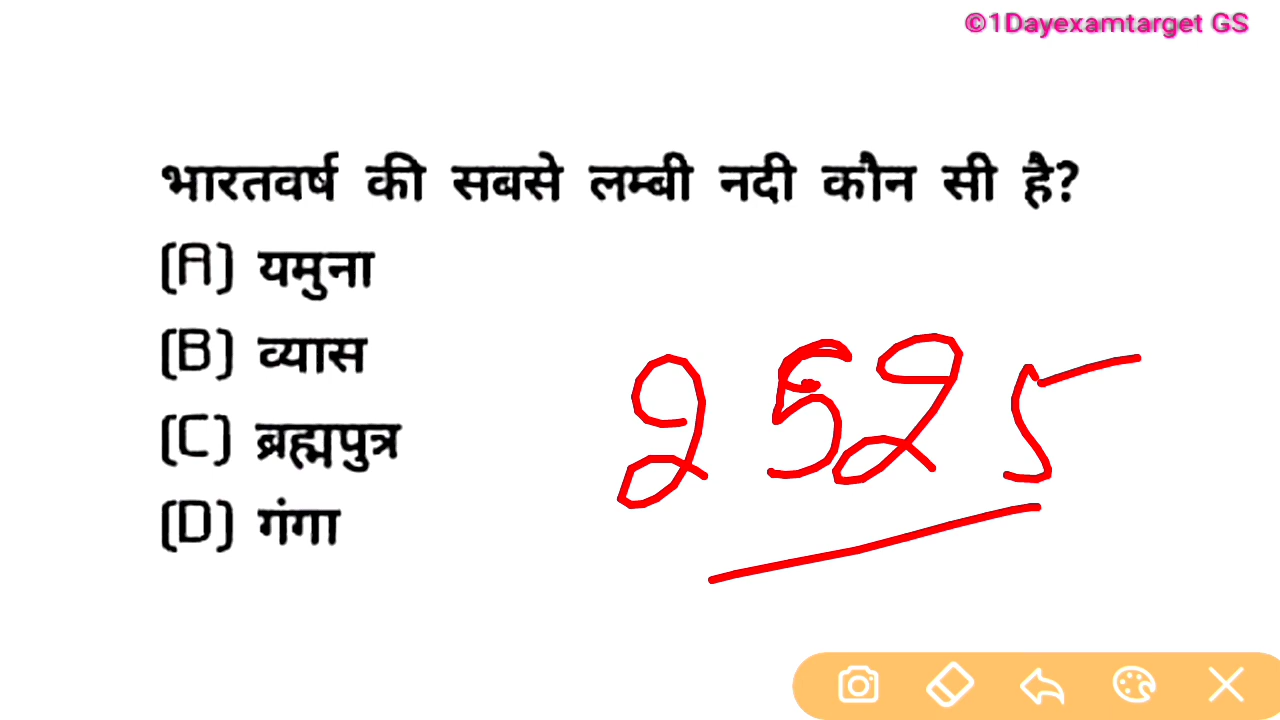 ©1Dayexamtarget GS
भारतवर्ष की सबसे लम्बी नदी कौन सी है?
(A) यमुना
(B) व्यास
(C) ब्रह्मपुत्र
(D) गंगा
2525